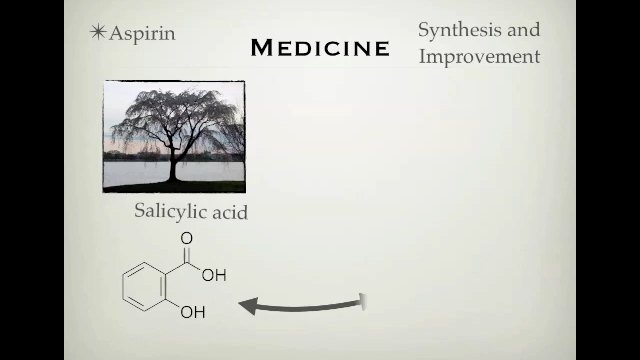 ✴Aspirin
MEDICINE
Synthesis and
Improvement
Salicylic acid
O
OH
OH